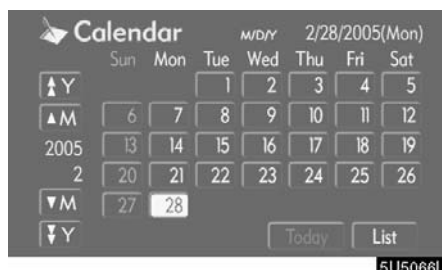 Calendar M/D/Y 2/28/2005(Mon)
Sun Mon Tue Wed Thu Fri Sat
Y 1 2 3 4 5
M 6 7 8 9 10 11 12
2005 13 14 15 16 17 18 19
2 20 21 22 23 24 25 26
M 27 28
Y Today List
5U5066I